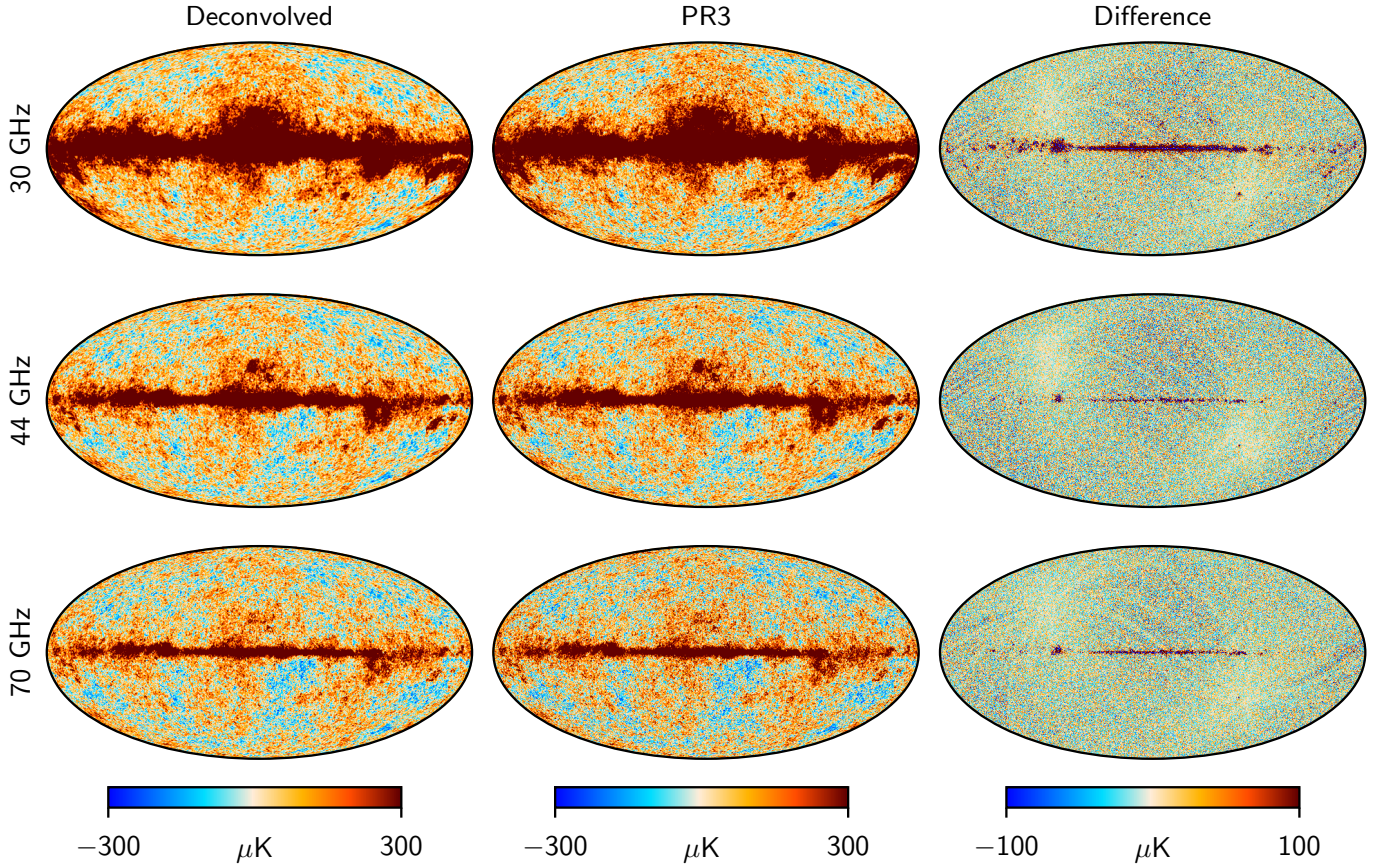 Deconvolved PR3 Difference
30 GHz
44 GHz
70 GHz
−300 μK 300 −300 μK 300 −100 μK 100